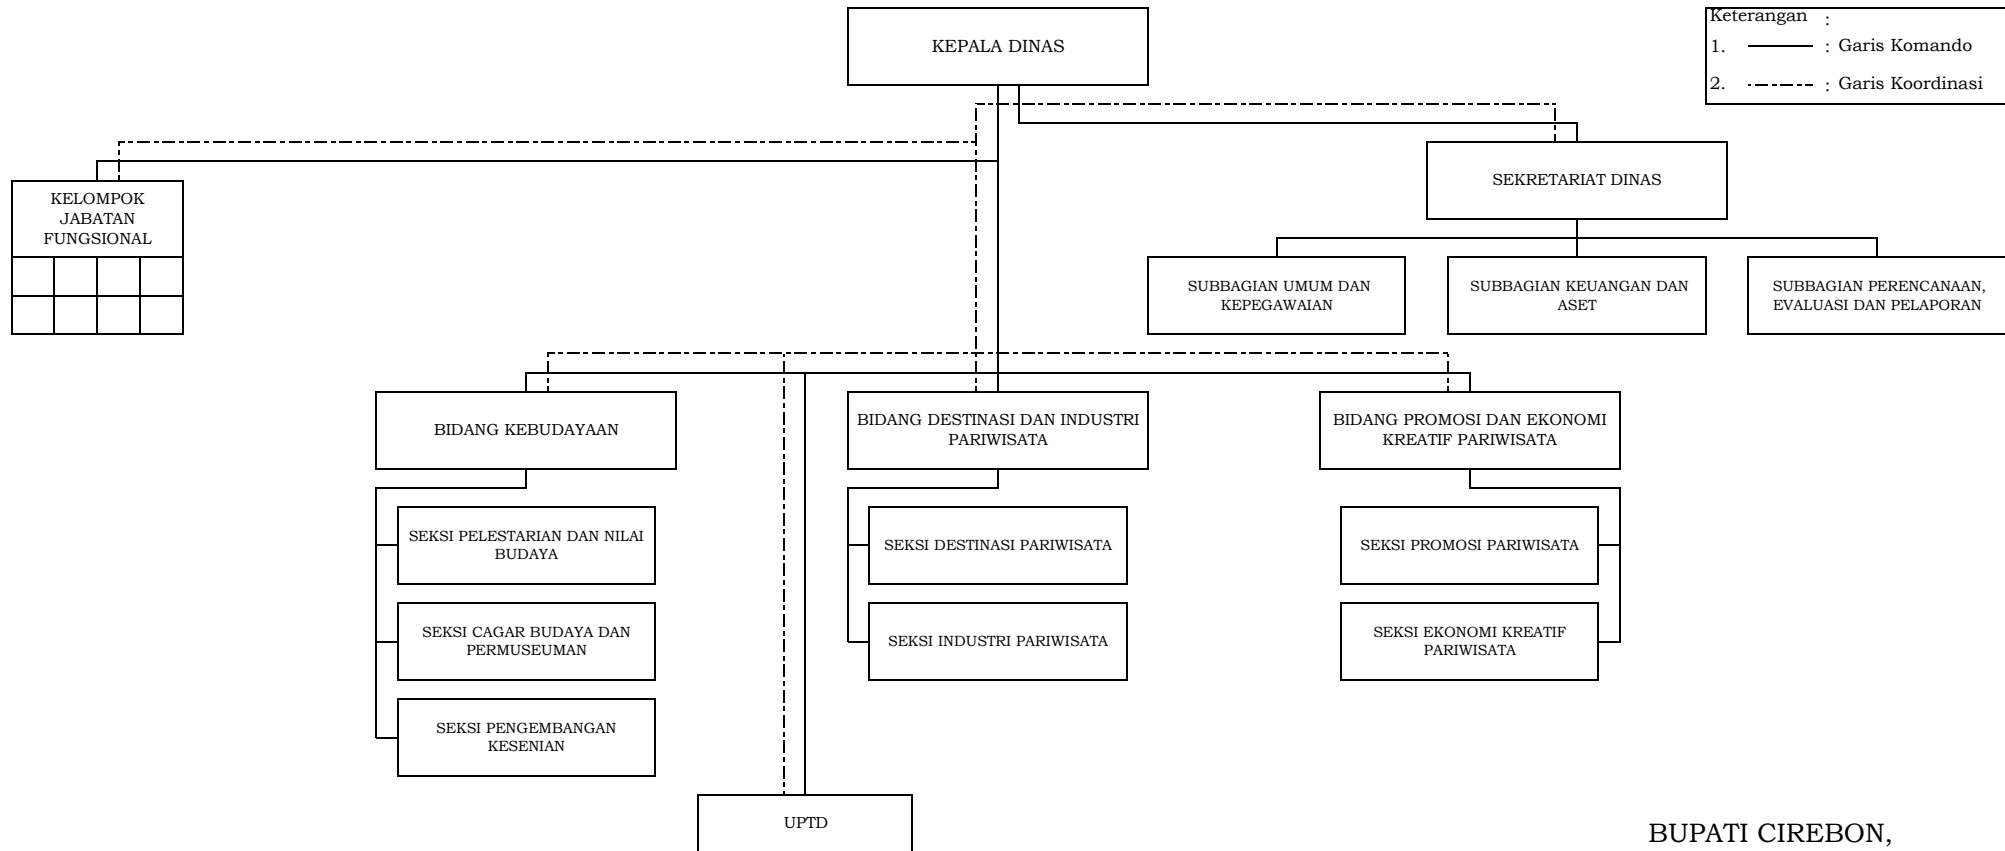 KEPALA DINAS
Keterangan :
1. : Garis Komando
2. : Garis Koordinasi
KELOMPOK
JABATAN
FUNGSIONAL
SEKRETARIAT DINAS
SUBBAGIAN UMUM DAN
KEPEGAWAIAN
SUBBAGIAN KEUANGAN DAN
ASET
SUBBAGIAN PERENCANAAN,
EVALUASI DAN PELAPORAN
BIDANG KEBUDAYAAN
BIDANG DESTINASI DAN INDUSTRI
PARIWISATA
BIDANG PROMOSI DAN EKONOMI
KREATIF PARIWISATA
SEKSI PELESTARIAN DAN NILAI
BUDAYA
SEKSI DESTINASI PARIWISATA
SEKSI PROMOSI PARIWISATA
SEKSI CAGAR BUDAYA DAN
PERMUSEUMAN
SEKSI INDUSTRI PARIWISATA
SEKSI EKONOMI KREATIF
PARIWISATA
SEKSI PENGEMBANGAN
KESENIAN
UPTD
BUPATI CIREBON,